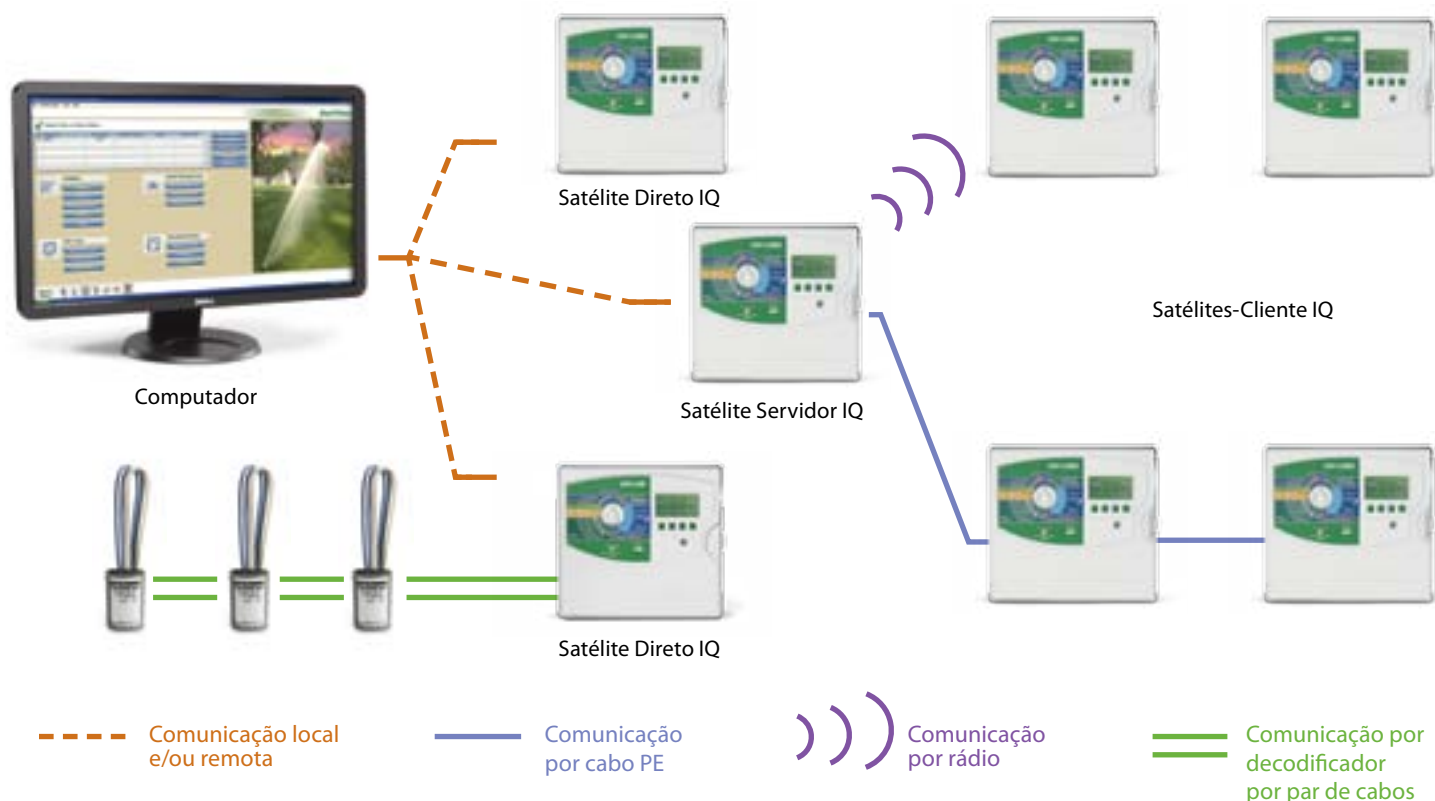 Satélite Direto IQ
Satélites-Cliente IQ
Computador
Satélite Servidor IQ
Satélite Direto IQ
Comunicação local
e/ou remota
Comunicação
por cabo PE
Comunicação
por rádio
Comunicação por
decodificador
por par de cabos